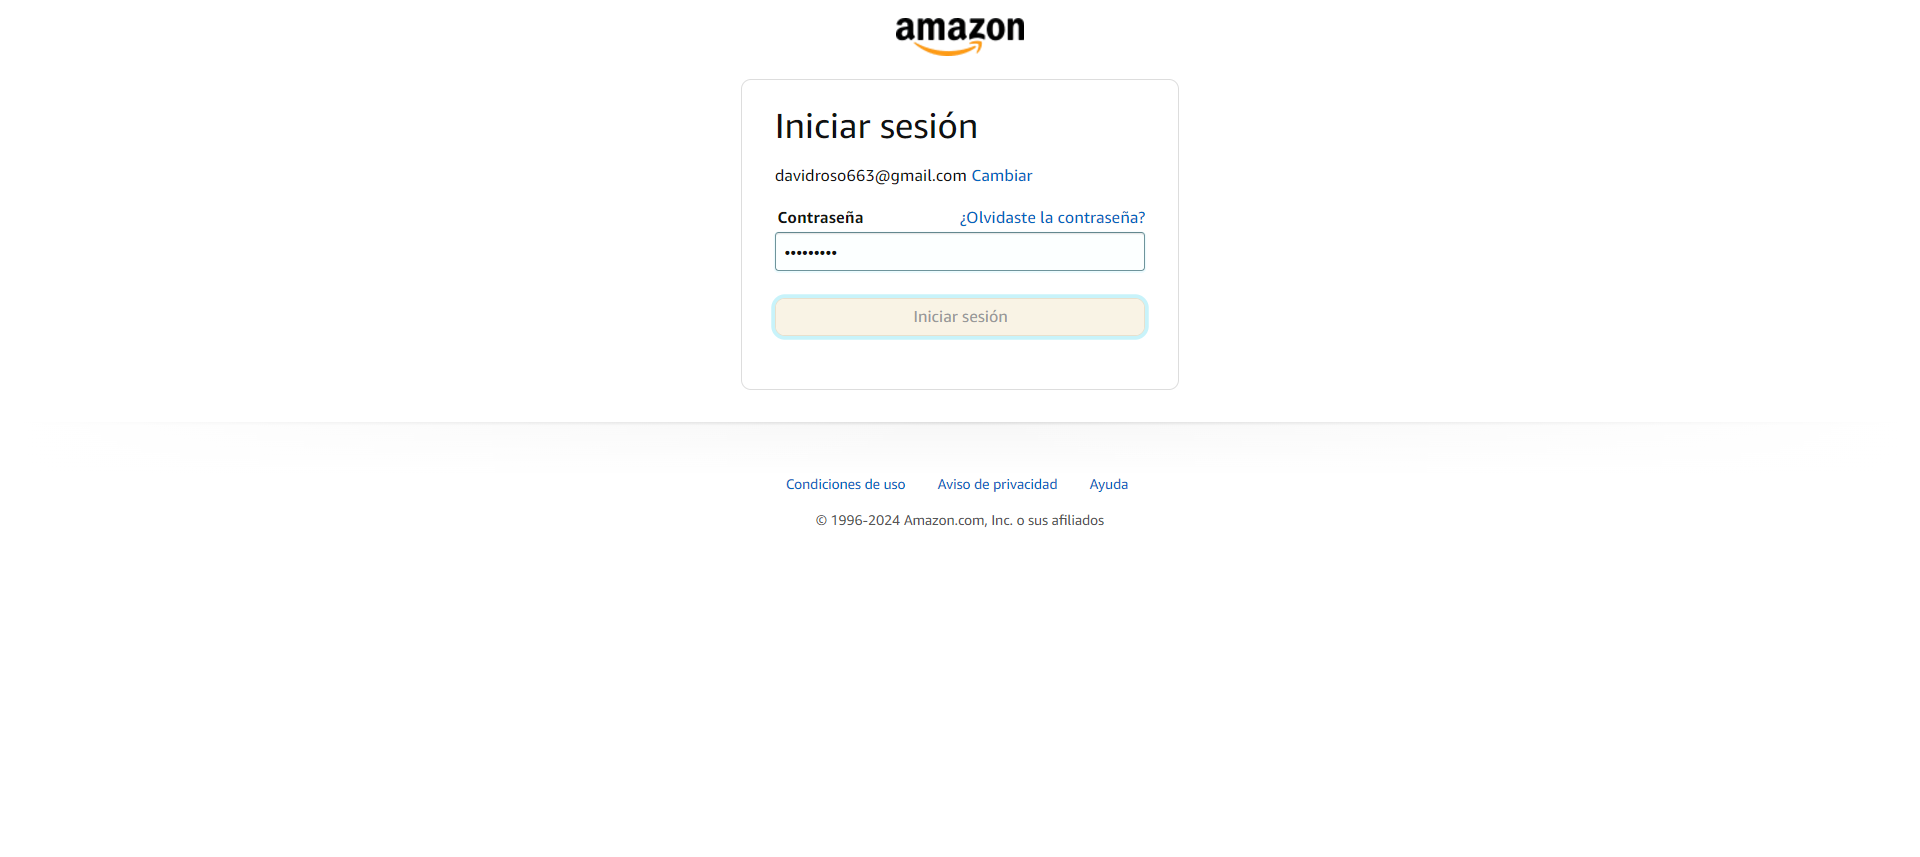 amazon
Iniciar sesión
davidroso663@gmail.com Cambiar
Contraseña ¿Olvidaste la contraseña?
•••••••••
Iniciar sesión
Condiciones de uso Aviso de privacidad Ayuda
© 1996-2024 Amazon.com, Inc. o sus afiliados